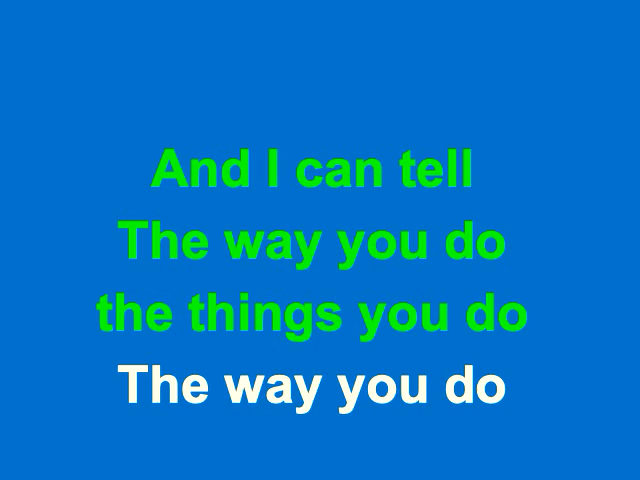 And I can tell
The way you do
the things you do
The way you do